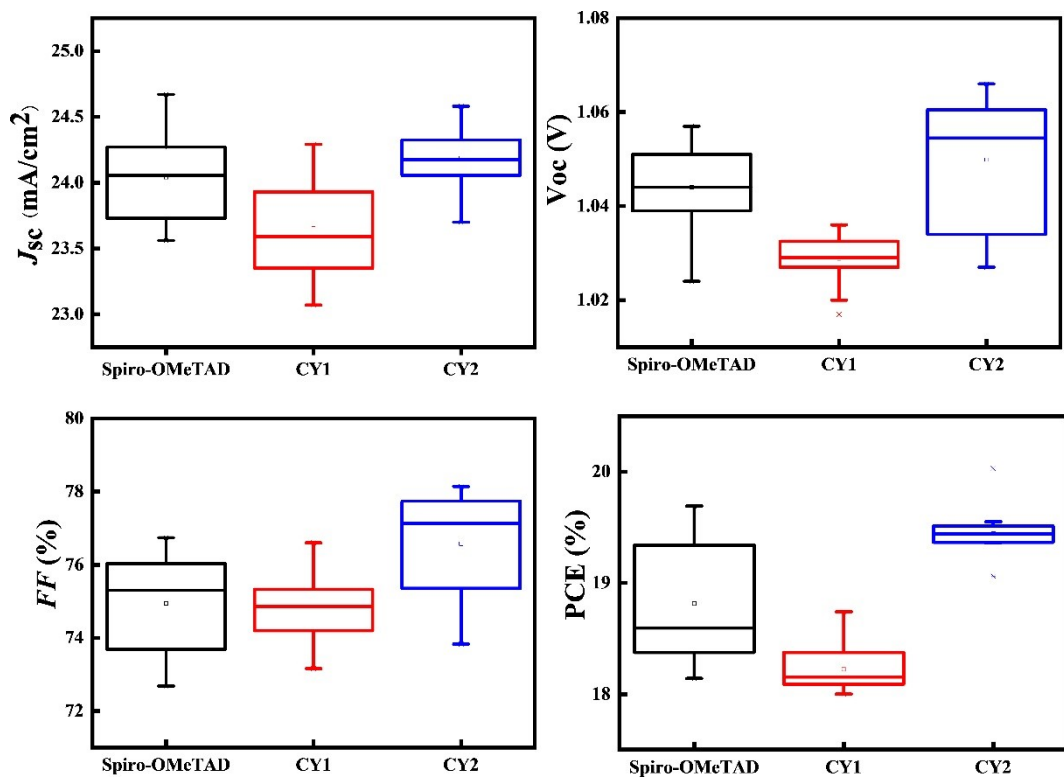 Jsc (mA/cm²)
25.0
24.5
24.0
23.5
23.0
Spiro-OMeTAD CY1 CY2
Voc (V)
1.08
1.06
1.04
1.02
Spiro-OMeTAD CY1 CY2
FF (%)
80
78
76
74
72
Spiro-OMeTAD CY1 CY2
PCE (%)
20
19
18
Spiro-OMeTAD CY1 CY2